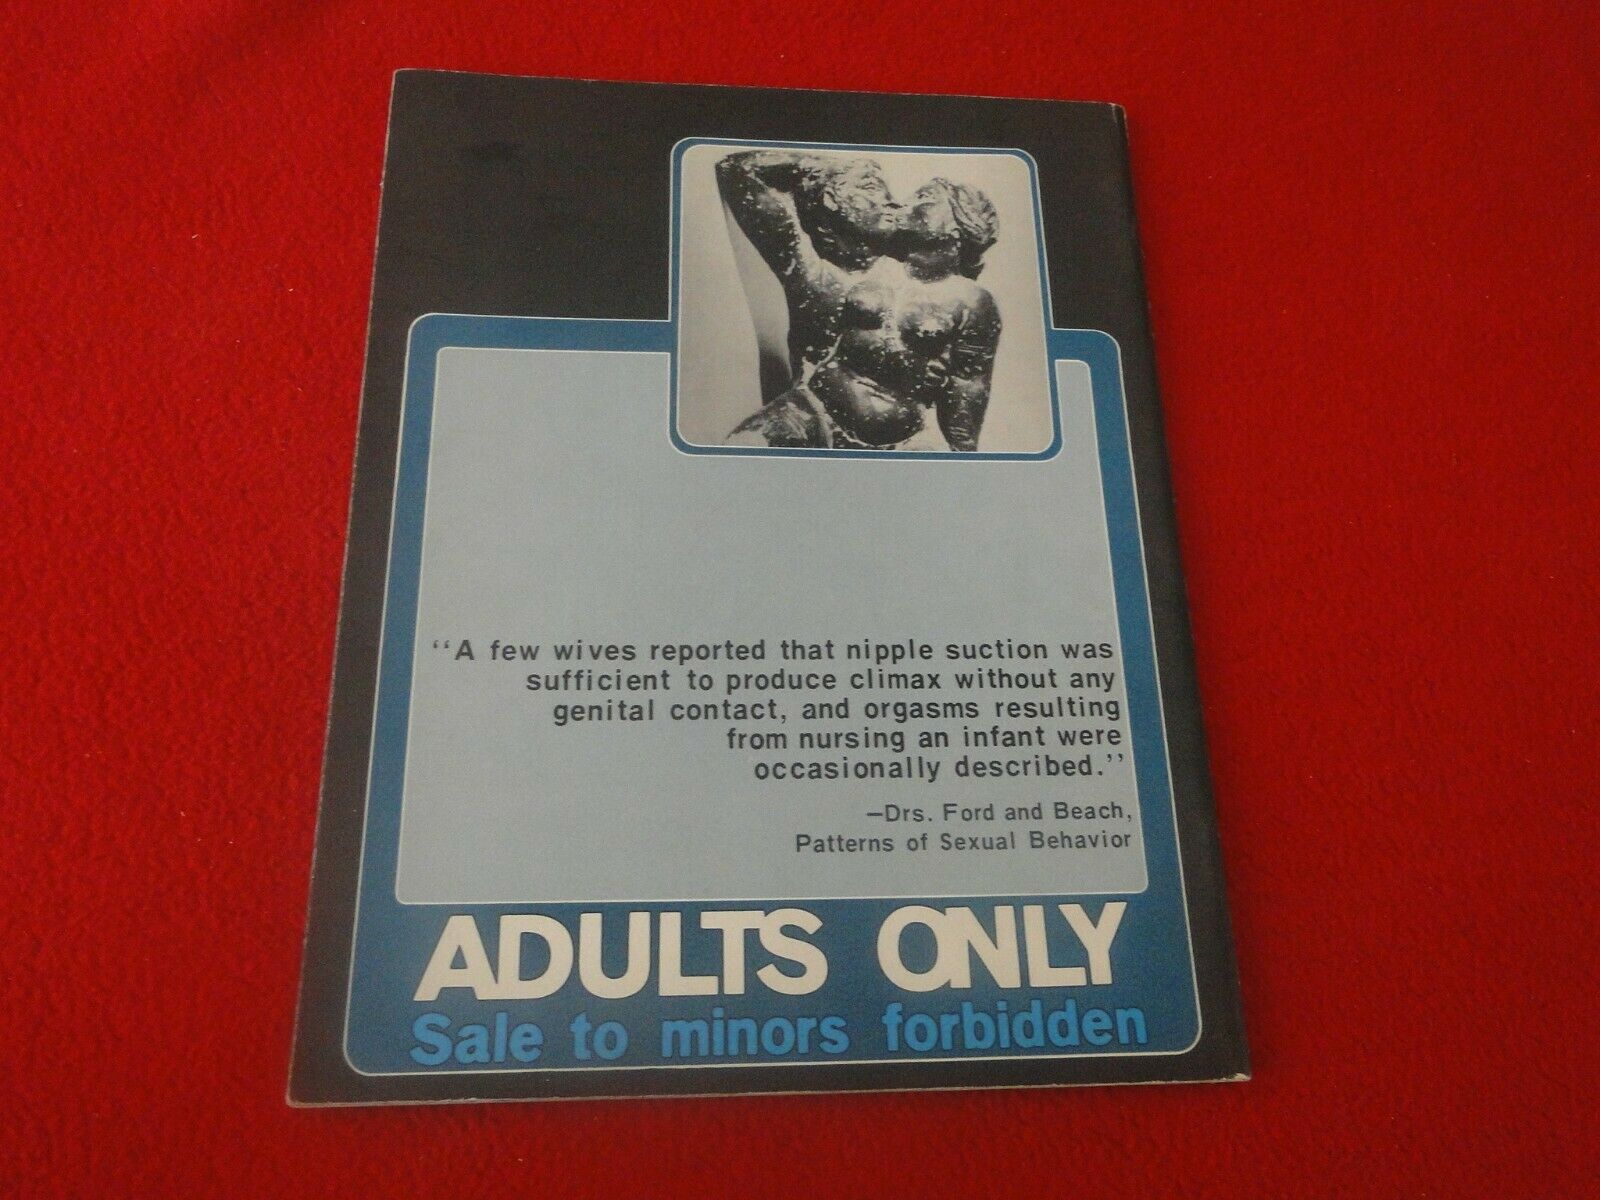 “A few wives reported that nipple suction was
sufficient to produce climax without any
genital contact, and orgasms resulting
from nursing an infant were
occasionally described.”
—Drs. Ford and Beach,
Patterns of Sexual Behavior
ADULTS ONLY
Sale to minors forbidden